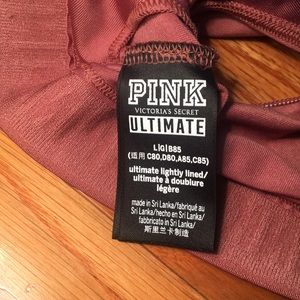 PINK
VICTORIA'S SECRET
ULTIMATE
L|G|B85
(适用 C80,D80,A85,C85)
ultimate lightly lined/
ultimate à doublure
légère
made in Sri Lanka/fabriqué au
Sri Lanka/hecho en Sri Lanka/
fabbricato in Sri Lanka/
斯里兰卡制造